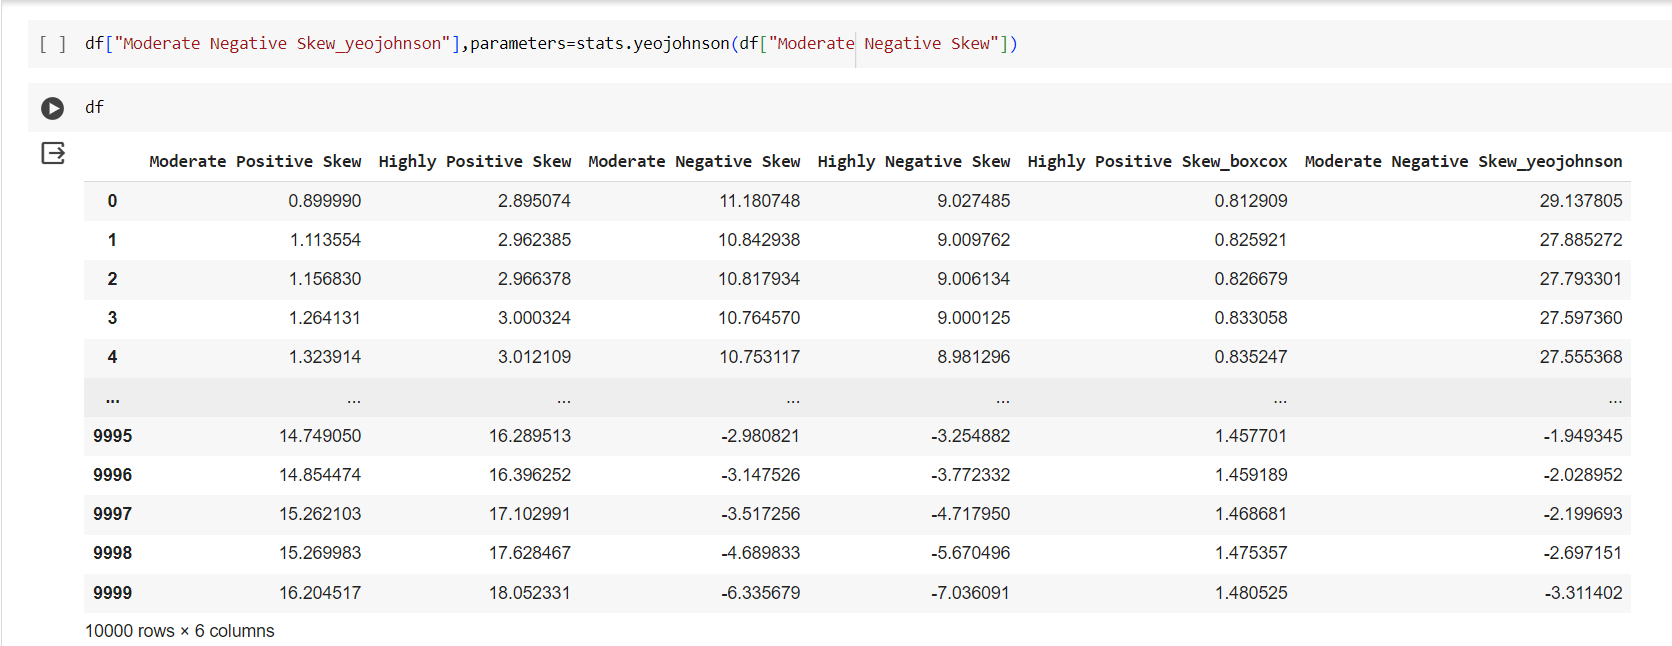 [ ] df["Moderate Negative Skew_yeojohnson"],parameters=stats.yeojohnson(df["Moderate Negative Skew"])
df
Moderate Positive Skew Highly Positive Skew Moderate Negative Skew Highly Negative Skew Highly Positive Skew_boxcox Moderate Negative Skew_yeojohnson
0 0.899990 2.895074 11.180748 9.027485 0.812909 29.137805
1 1.113554 2.962385 10.842938 9.009762 0.825921 27.885272
2 1.156830 2.966378 10.817934 9.006134 0.826679 27.793301
3 1.264131 3.000324 10.764570 9.000125 0.833058 27.597360
4 1.323914 3.012109 10.753117 8.981296 0.835247 27.555368
... ... ... ... ... ... ...
9995 14.749050 16.289513 -2.980821 -3.254882 1.457701 -1.949345
9996 14.854474 16.396252 -3.147526 -3.772332 1.459189 -2.028952
9997 15.262103 17.102991 -3.517256 -4.717950 1.468681 -2.199693
9998 15.269983 17.628467 -4.689833 -5.670496 1.475357 -2.697151
9999 16.204517 18.052331 -6.335679 -7.036091 1.480525 -3.311402
10000 rows × 6 columns